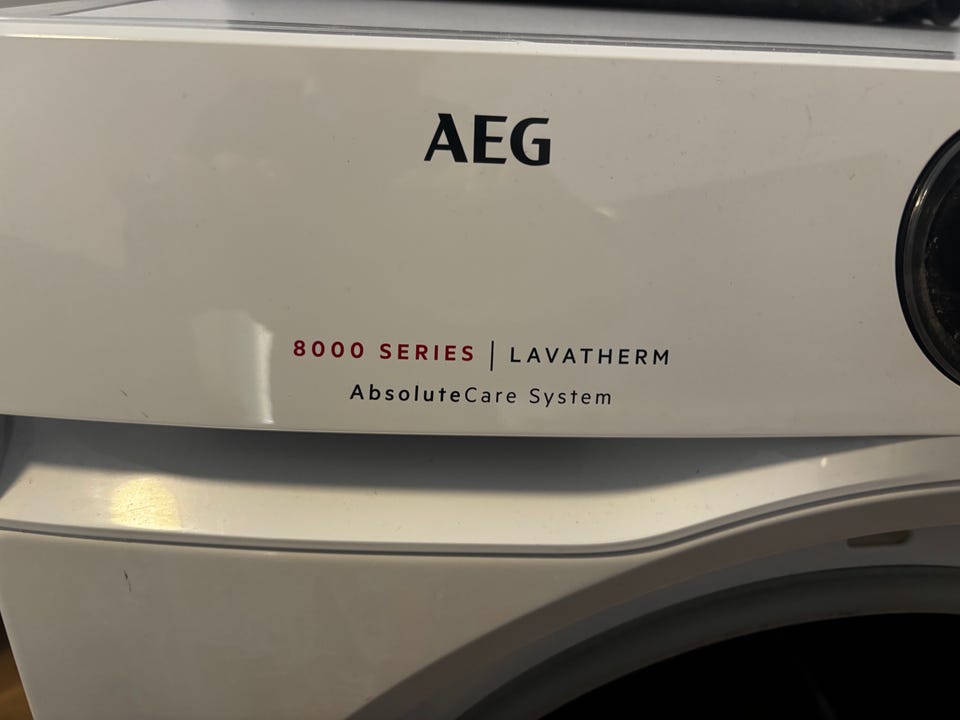 AEG
8000 SERIES | LAVATHERM
AbsoluteCare System